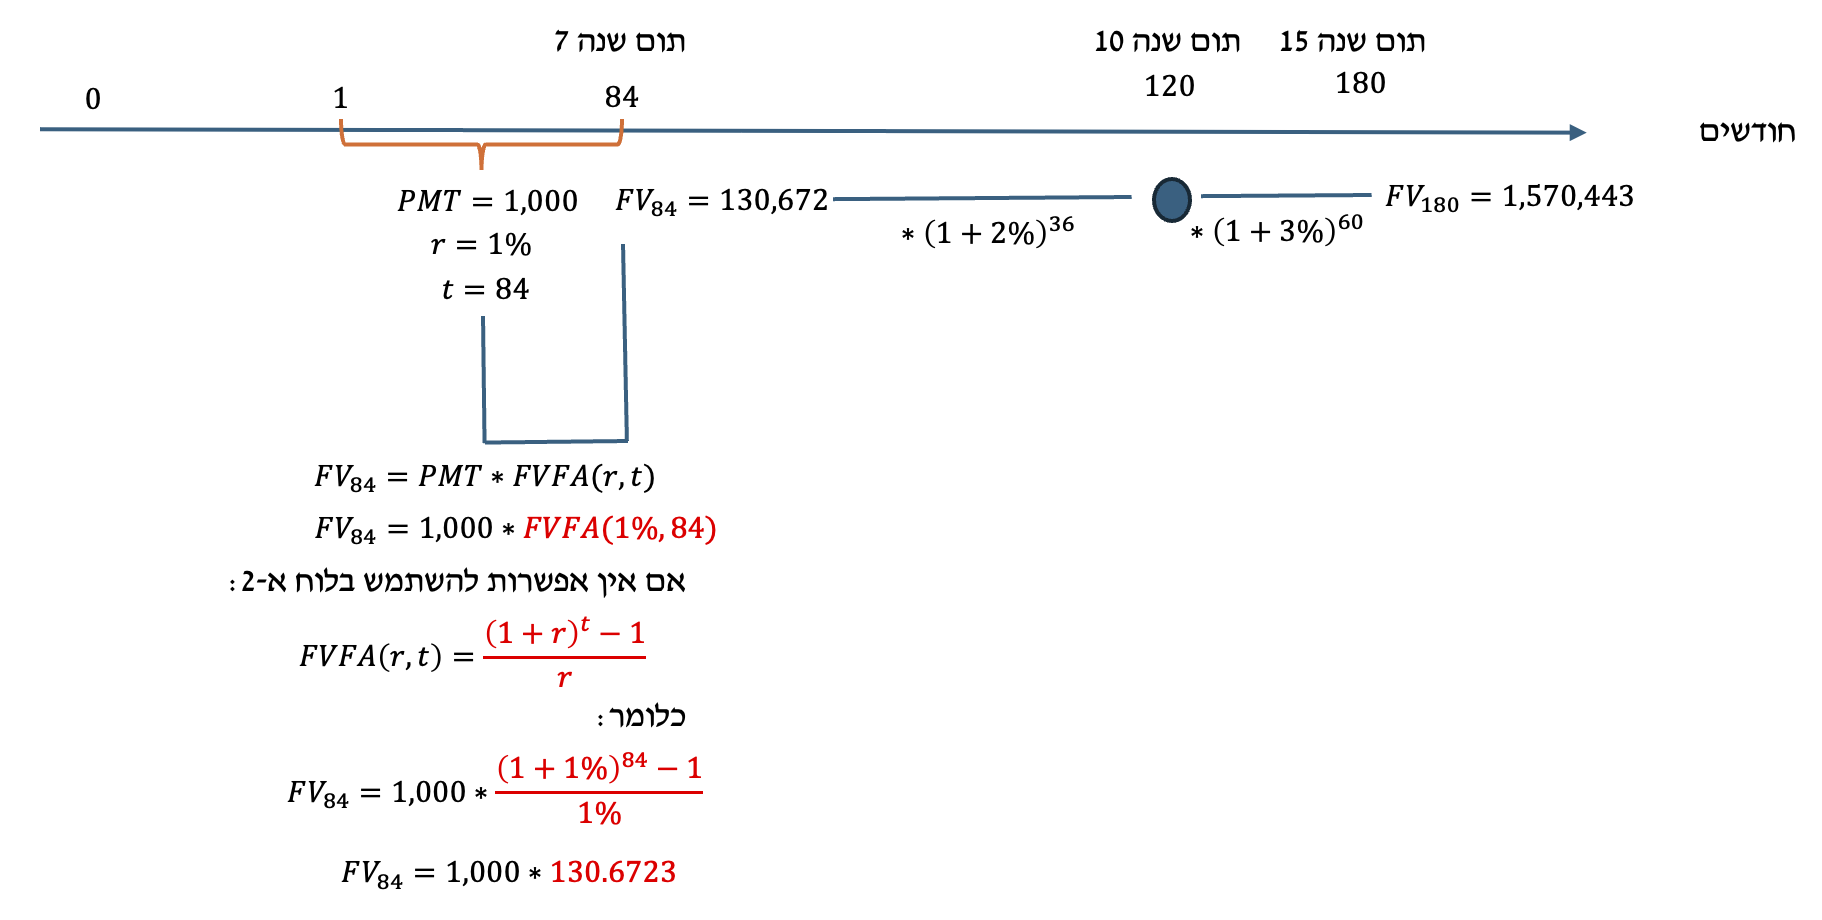 תום שנה 7
תום שנה 10
תום שנה 15
0
1
84
120
180
חודשים
PMT = 1,000
r = 1%
t = 84
FV₈₄ = 130,672
∗ (1 + 2%)³⁶
∗ (1 + 3%)⁶⁰
FV₁₈₀ = 1,570,443
FV₈₄ = PMT ∗ FVFA(r, t)
FV₈₄ = 1,000 ∗ FVFA(1%, 84)
אם אין אפשרות להשתמש בלוח א-2:
FVFA(r, t) = ((1 + r)ᵗ − 1) / r
כלומר:
FV₈₄ = 1,000 ∗ ((1 + 1%)⁸⁴ − 1) / 1%
FV₈₄ = 1,000 ∗ 130.6723